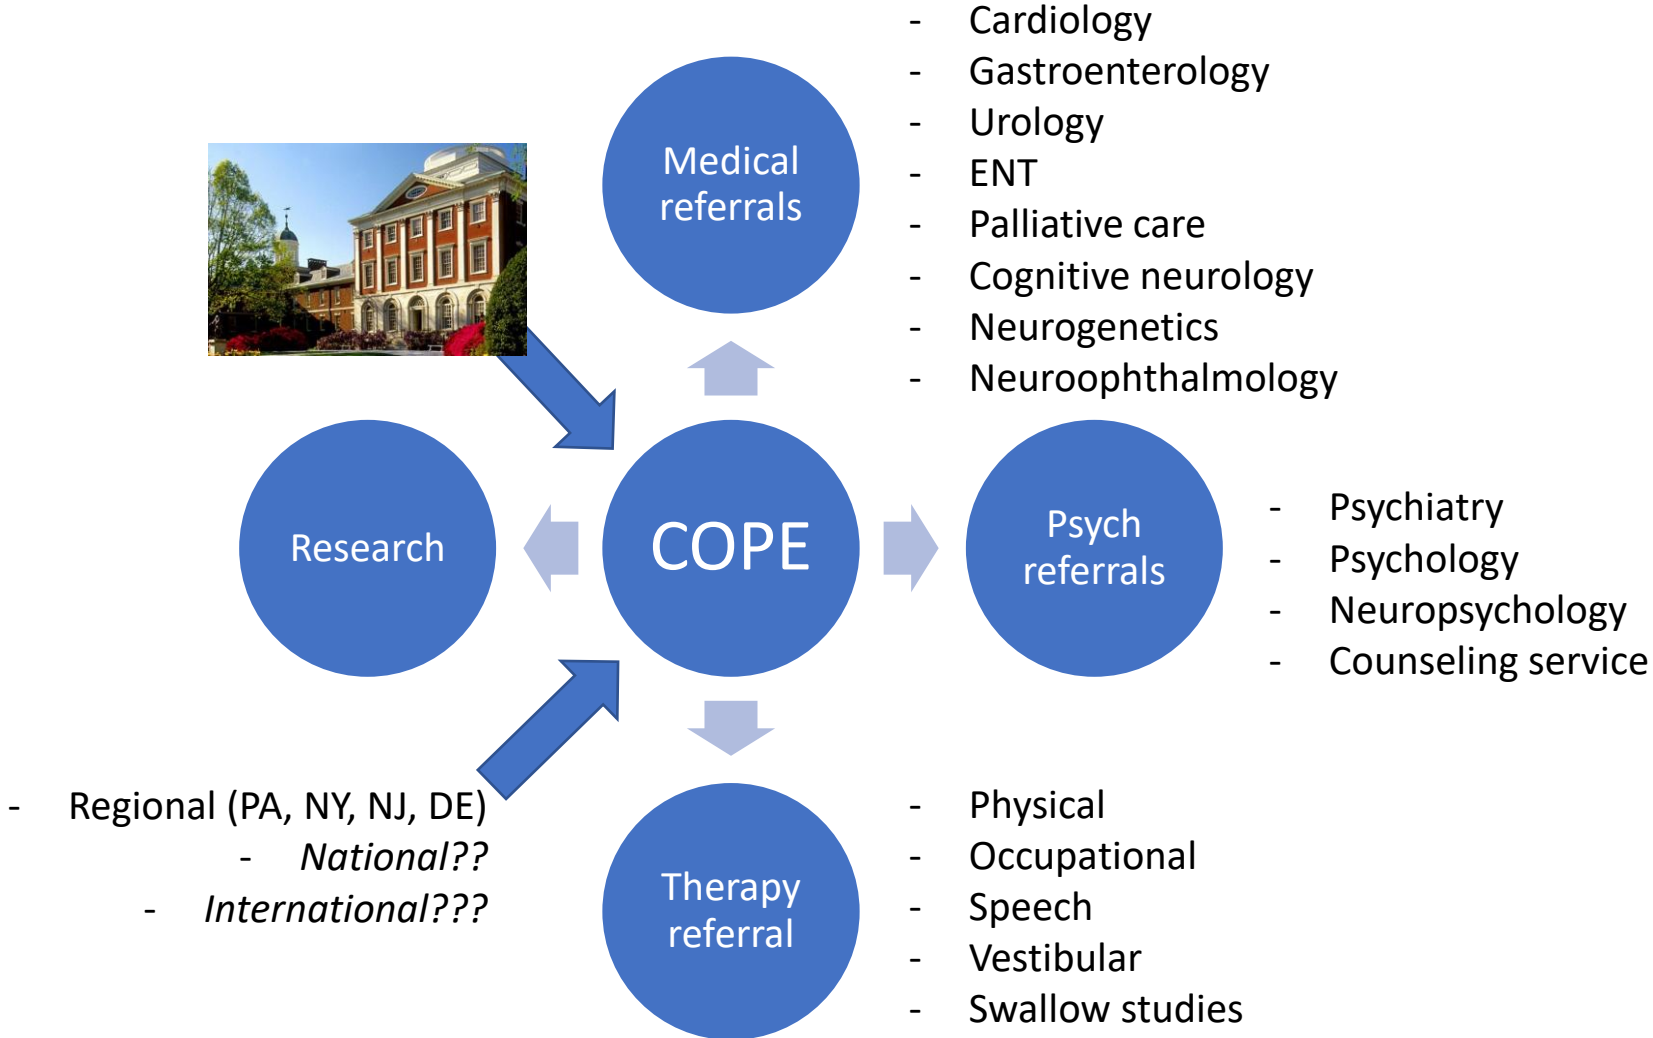 - Cardiology
- Gastroenterology
- Urology
- ENT
- Palliative care
- Cognitive neurology
- Neurogenetics
- Neuroophthalmology
Medical
referrals
Research
COPE
Psych
referrals
- Psychiatry
- Psychology
- Neuropsychology
- Counseling service
- Regional (PA, NY, NJ, DE)
- National??
- International???
Therapy
referral
- Physical
- Occupational
- Speech
- Vestibular
- Swallow studies